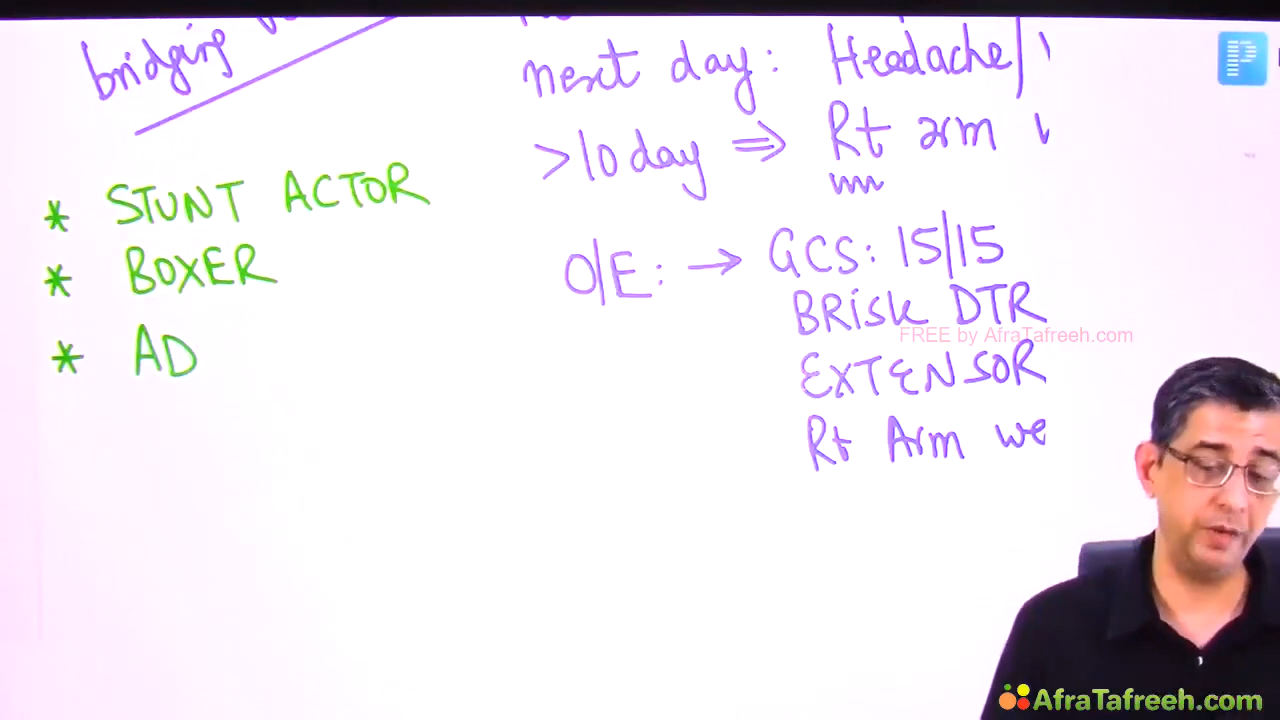 bridging
* STUNT ACTOR
* BOXER
* AD
next day: Headache/
>10 day ⇒ Rt arm
O/E: → GCS: 15/15
BRisk DTR
EXTENSOR
Rt Arm we
P
FREE by AfraTafreeh.com
AfraTafreeh.com